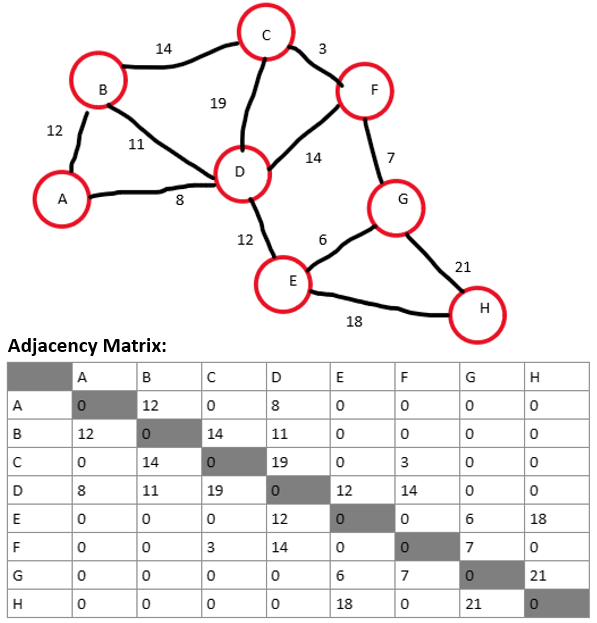 C
14
3
B
F
19
12
11
14
7
D
A
8
G
12
6
E
21
H
18
Adjacency Matrix:
A B C D E F G H
A 0 12 0 8 0 0 0 0
B 12 0 14 11 0 0 0 0
C 0 14 0 19 0 3 0 0
D 8 11 19 0 12 14 0 0
E 0 0 0 12 0 0 6 18
F 0 0 3 14 0 0 7 0
G 0 0 0 0 6 7 0 21
H 0 0 0 0 18 0 21 0